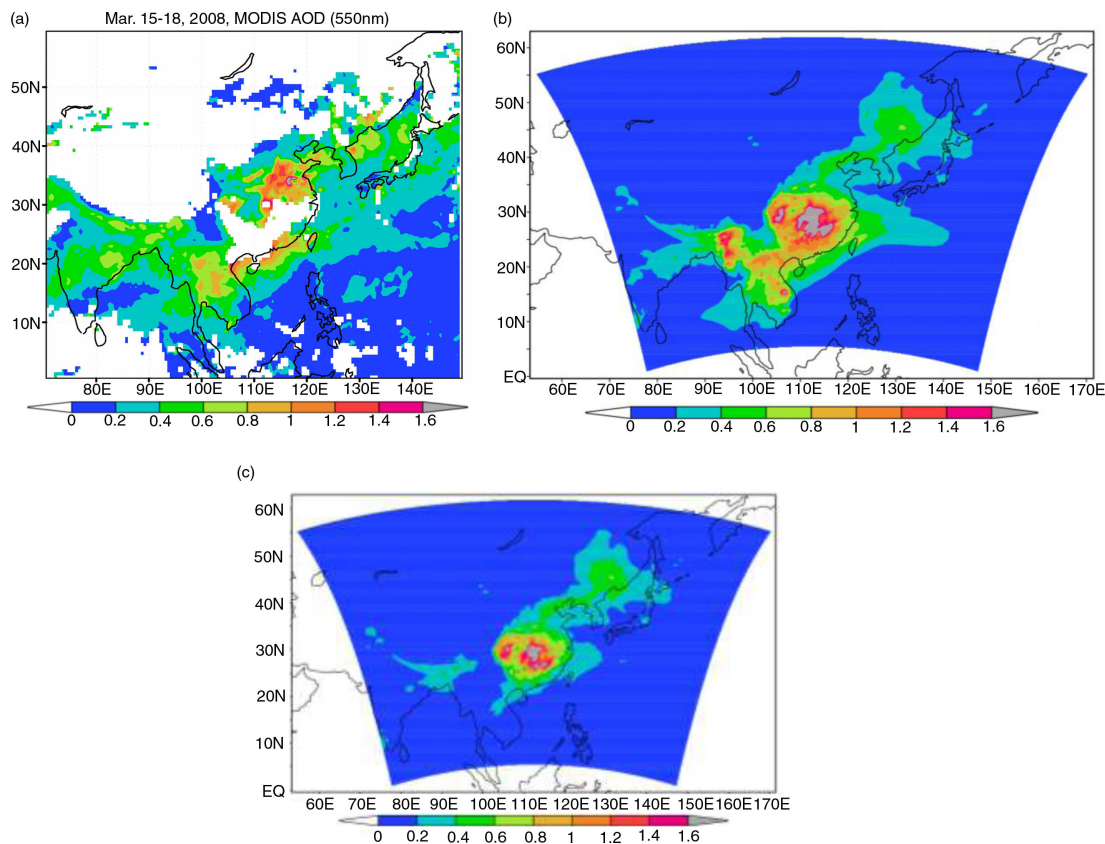 (a) Mar. 15-18, 2008, MODIS AOD (550nm)
50N
40N
30N
20N
10N
80E 90E 100E 110E 120E 140E
0 0.2 0.4 0.6 0.8 1 1.2 1.4 1.6
(b)
60N
50N
40N
30N
20N
10N
EQ
60E 70E 80E 90E 100E 110E 120E 130E 140E 150E 160E 170E
0 0.2 0.4 0.6 0.8 1 1.2 1.4 1.6
(c)
60N
50N
40N
30N
20N
10N
EQ
60E 70E 80E 90E 100E 110E 120E 130E 140E 150E 160E 170E
0 0.2 0.4 0.6 0.8 1 1.2 1.4 1.6